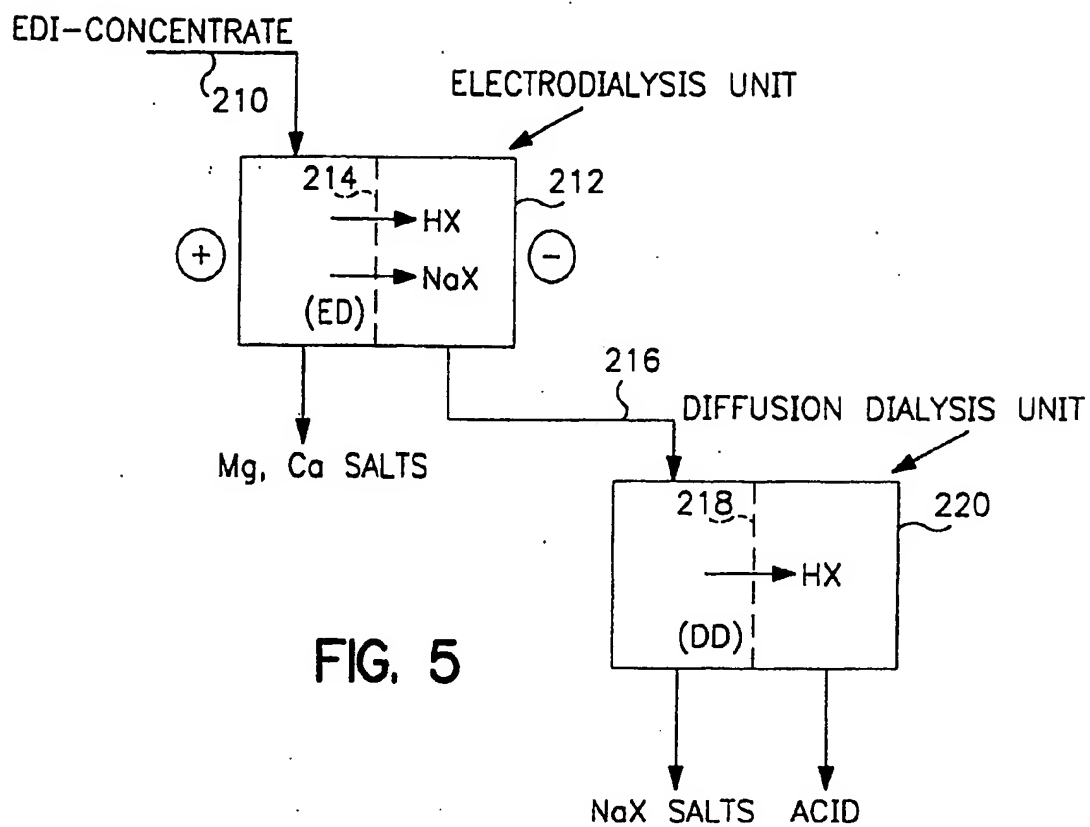 EDI-CONCENTRATE
210
ELECTRODIALYSIS UNIT
214
212
HX
+
−
NaX
(ED)
216
DIFFUSION DIALYSIS UNIT
Mg, Ca SALTS
218
220
HX
(DD)
FIG. 5
NaX SALTS ACID